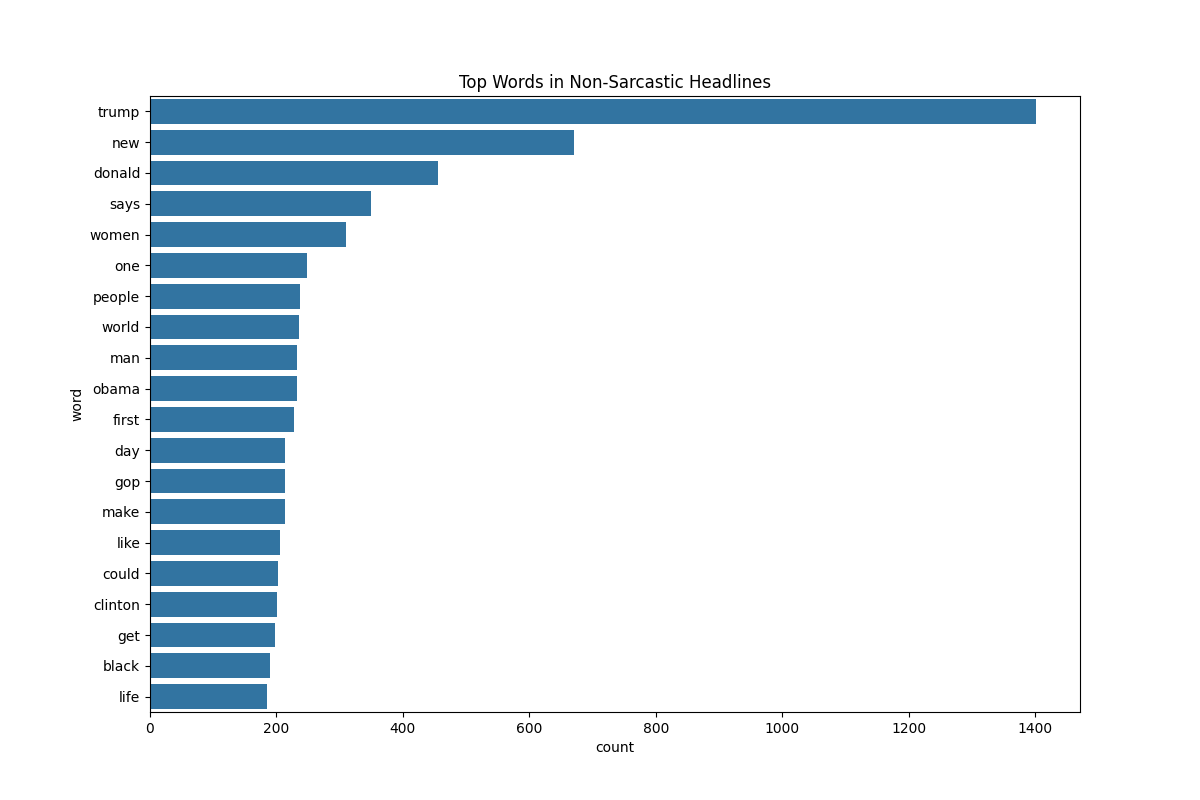 Top Words in Non-Sarcastic Headlines
word
trump
new
donald
says
women
one
people
world
man
obama
first
day
gop
make
like
could
clinton
get
black
life
0 200 400 600 800 1000 1200 1400
count